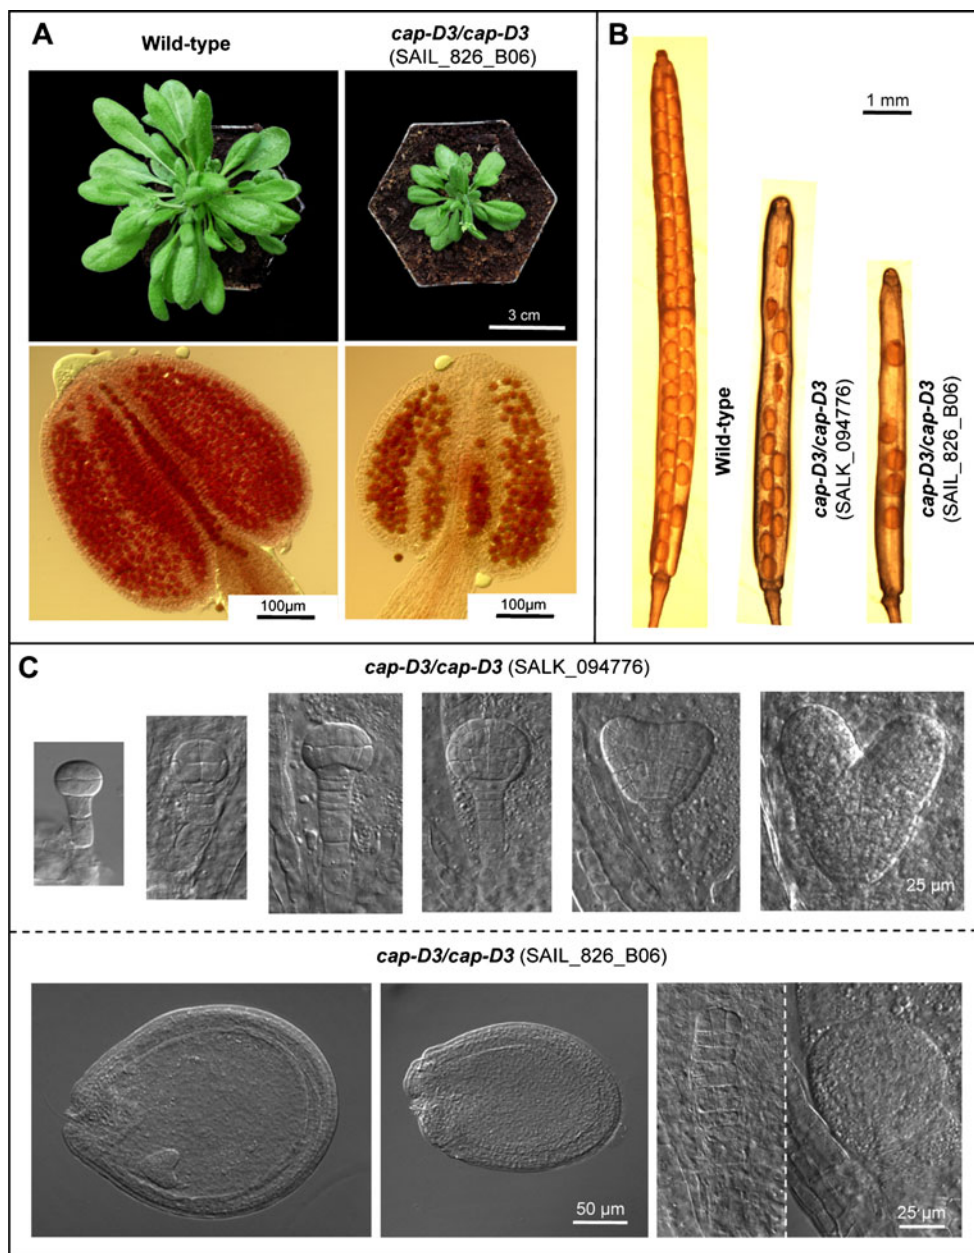 A
Wild-type
cap-D3/cap-D3
(SAIL_826_B06)
3 cm
100µm
100µm
B
1 mm
Wild-type
cap-D3/cap-D3
(SALK_094776)
cap-D3/cap-D3
(SAIL_826_B06)
C
cap-D3/cap-D3 (SALK_094776)
25 µm
cap-D3/cap-D3 (SAIL_826_B06)
50 µm
25 µm